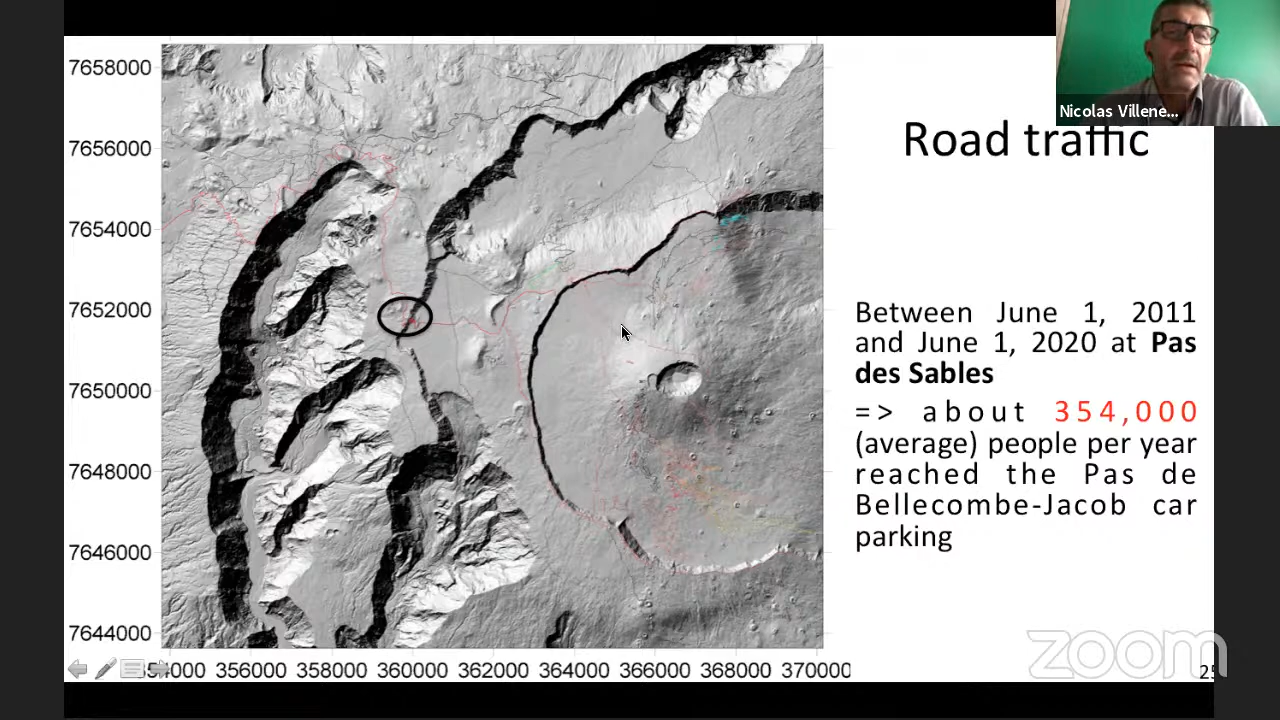 Nicolas Villene...
Road traffic
7658000
7656000
7654000
7652000
7650000
7648000
7646000
7644000
356000 358000 360000 362000 364000 366000 368000
Between June 1, 2011
and June 1, 2020 at Pas
des Sables
=> about 354,000
(average) people per year
reached the Pas de
Bellecombe-Jacob car
parking
zoom